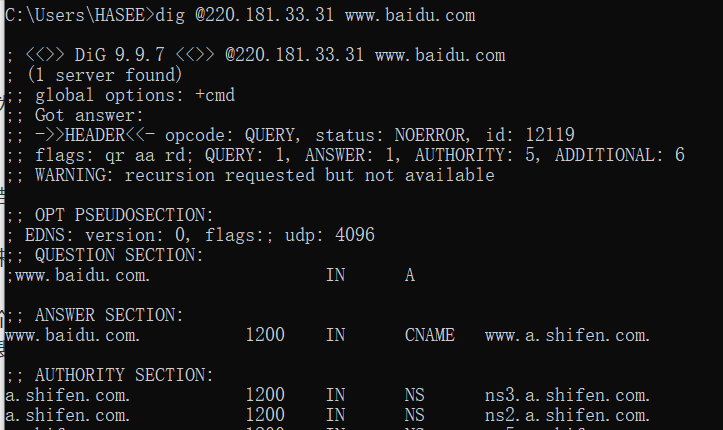 C:\Users\HASEE>dig @220.181.33.31 www.baidu.com
; <<>> DiG 9.9.7 <<>> @220.181.33.31 www.baidu.com
; (1 server found)
;; global options: +cmd
;; Got answer:
;; ->>HEADER<<- opcode: QUERY, status: NOERROR, id: 12119
;; flags: qr aa rd; QUERY: 1, ANSWER: 1, AUTHORITY: 5, ADDITIONAL: 6
;; WARNING: recursion requested but not available
;; OPT PSEUDOSECTION:
; EDNS: version: 0, flags:; udp: 4096
;; QUESTION SECTION:
;www.baidu.com. IN A
;; ANSWER SECTION:
www.baidu.com. 1200 IN CNAME www.a.shifen.com.
;; AUTHORITY SECTION:
a.shifen.com. 1200 IN NS ns3.a.shifen.com.
a.shifen.com. 1200 IN NS ns2.a.shifen.com.